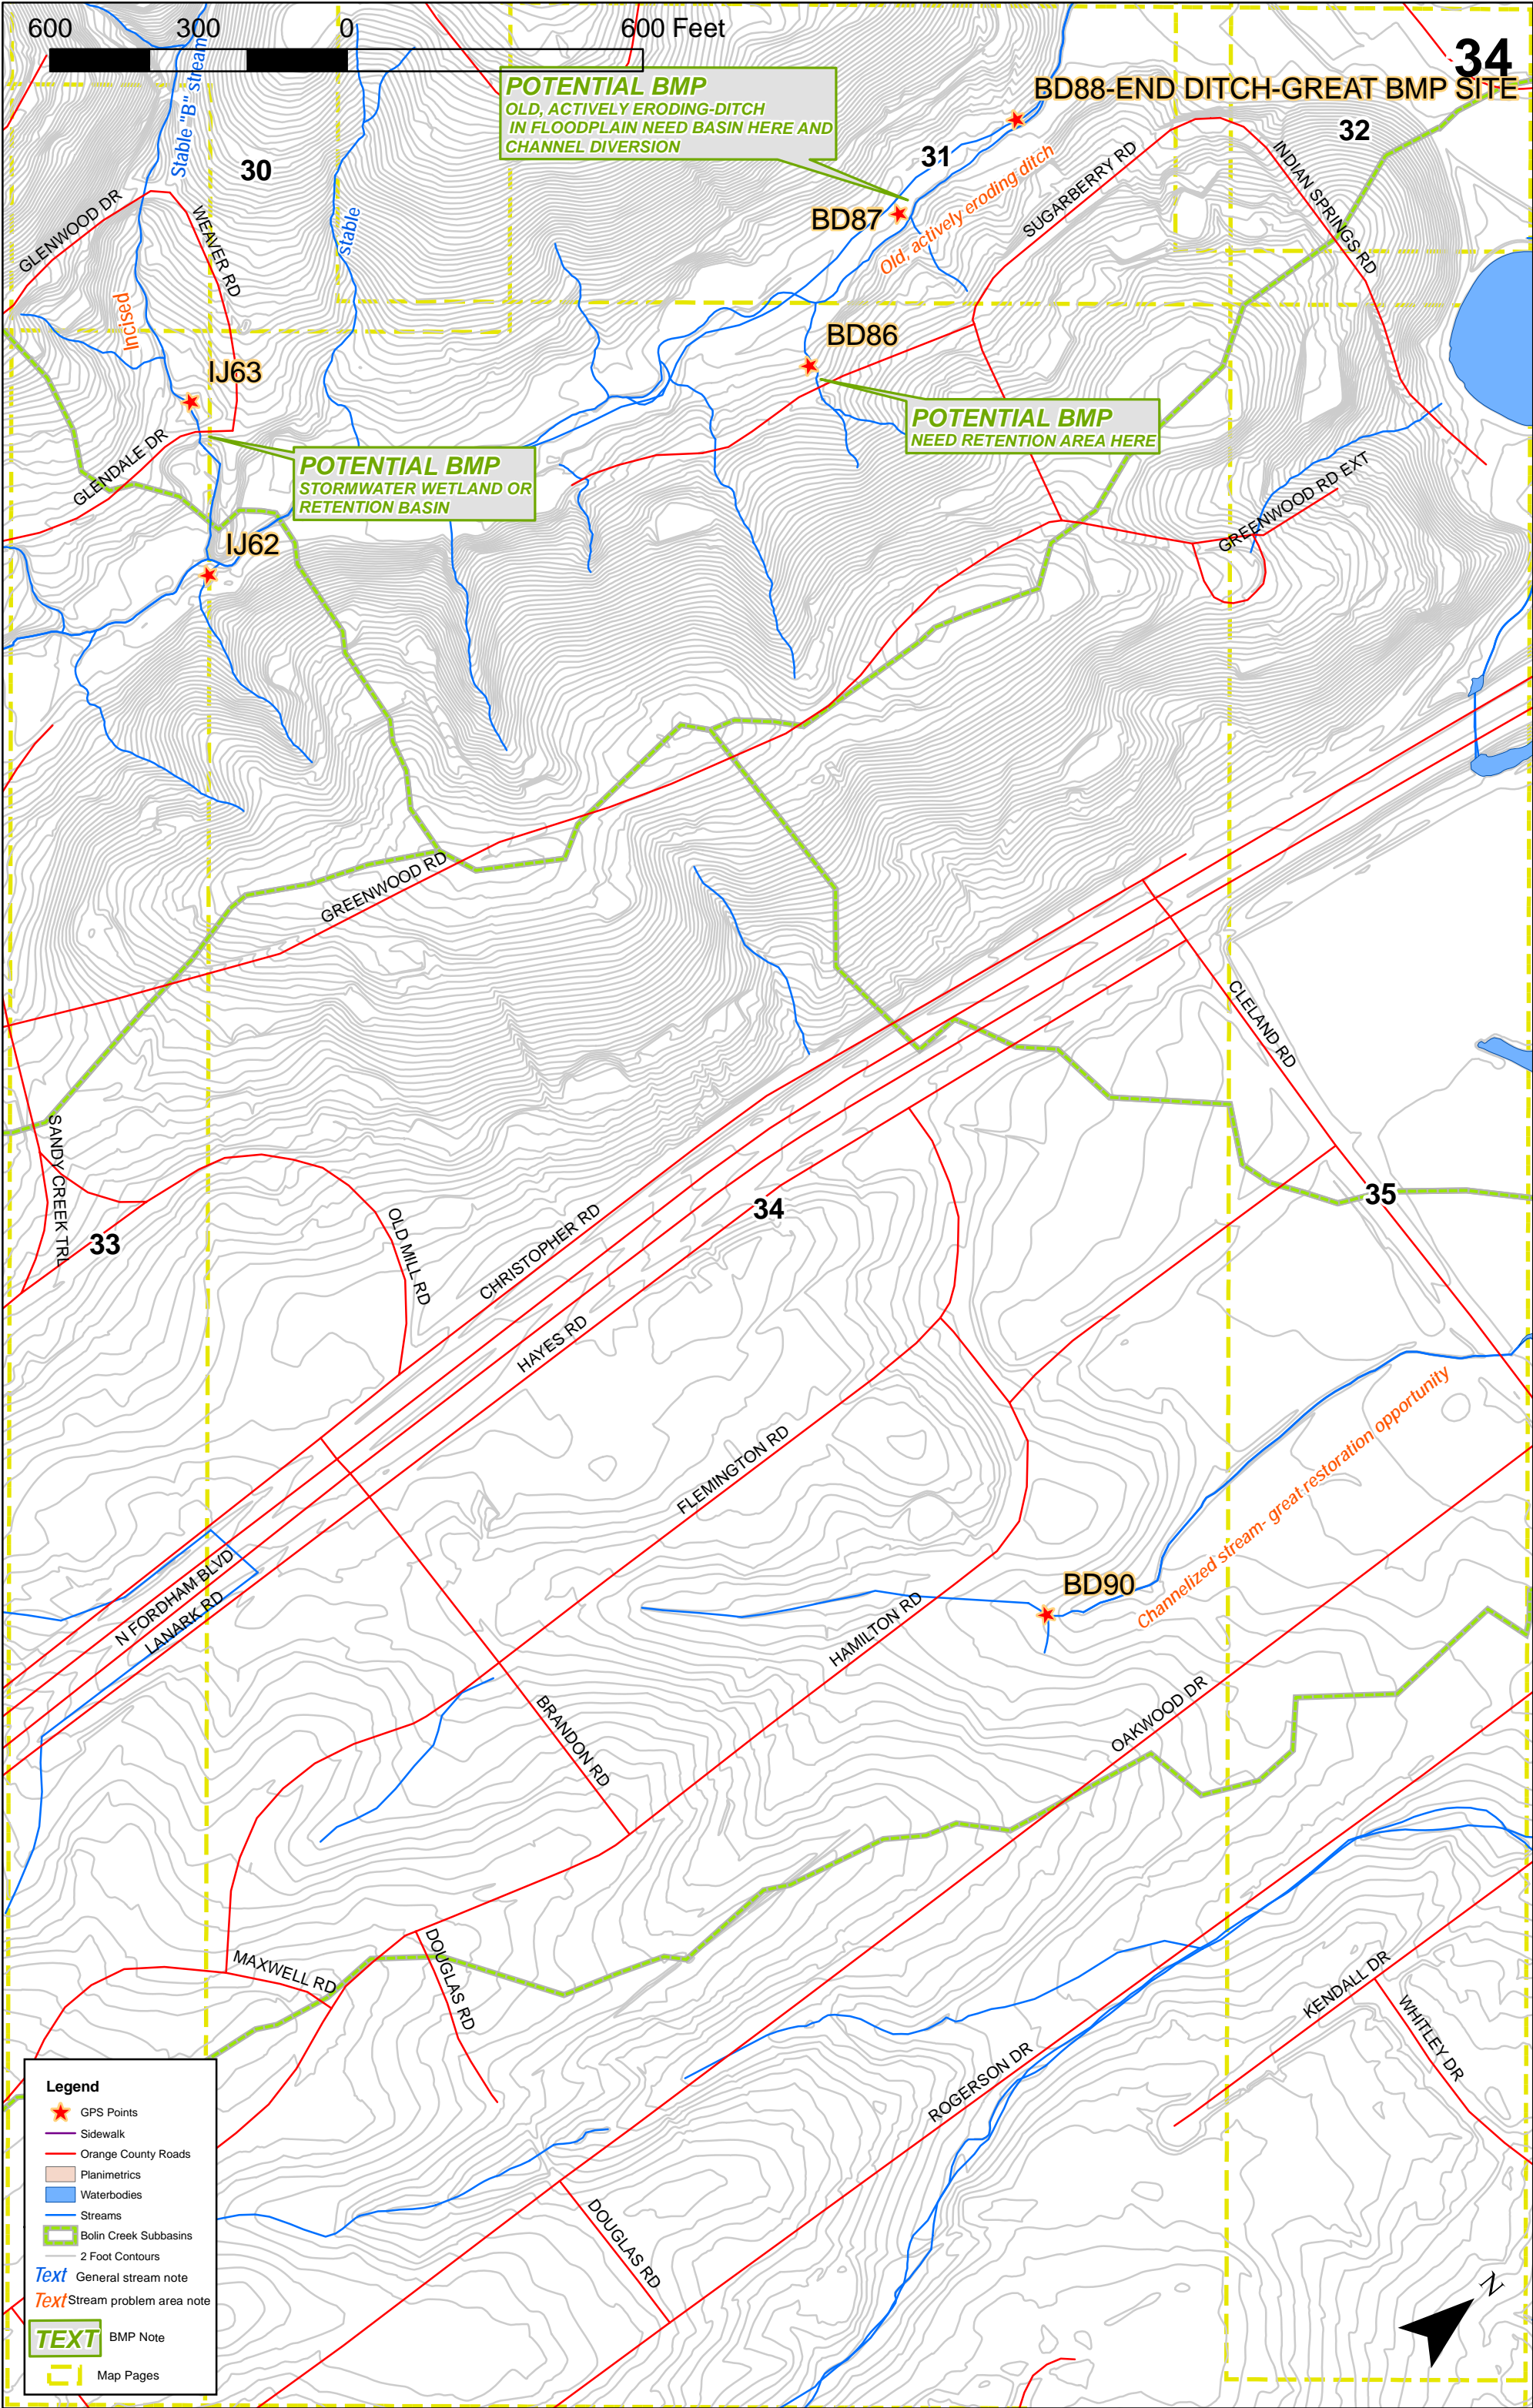 600 300 0 600 Feet
34
POTENTIAL BMP
OLD, ACTIVELY ERODING-DITCH
IN FLOODPLAIN NEED BASIN HERE AND
CHANNEL DIVERSION
BD88-END DITCH-GREAT BMP SITE
Stable "B" stream
30
31
32
GLENWOOD DR
WEAVER RD
stable
BD87
Old, actively eroding ditch
SUGARBERRY RD
INDIAN SPRINGS RD
Incised
IJ63
BD86
GLENDALE DR
POTENTIAL BMP
STORMWATER WETLAND OR
RETENTION BASIN
POTENTIAL BMP
NEED RETENTION AREA HERE
IJ62
GREENWOOD RD EXT
GREENWOOD RD
CLELAND RD
SANDY CREEK TRL
33
OLD MILL RD
CHRISTOPHER RD
34
35
HAYES RD
FLEMINGTON RD
Channelized stream- great restoration opportunity
N FORDHAM BLVD
LANARK RD
BD90
HAMILTON RD
BRANDON RD
OAKWOOD DR
MAXWELL RD
DOUGLAS RD
KENDALL DR
WHITLEY DR
ROGERSON DR
DOUGLAS RD
Legend
GPS Points
Sidewalk
Orange County Roads
Planimetrics
Waterbodies
Streams
Bolin Creek Subbasins
2 Foot Contours
Text General stream note
Text Stream problem area note
TEXT BMP Note
Map Pages
N